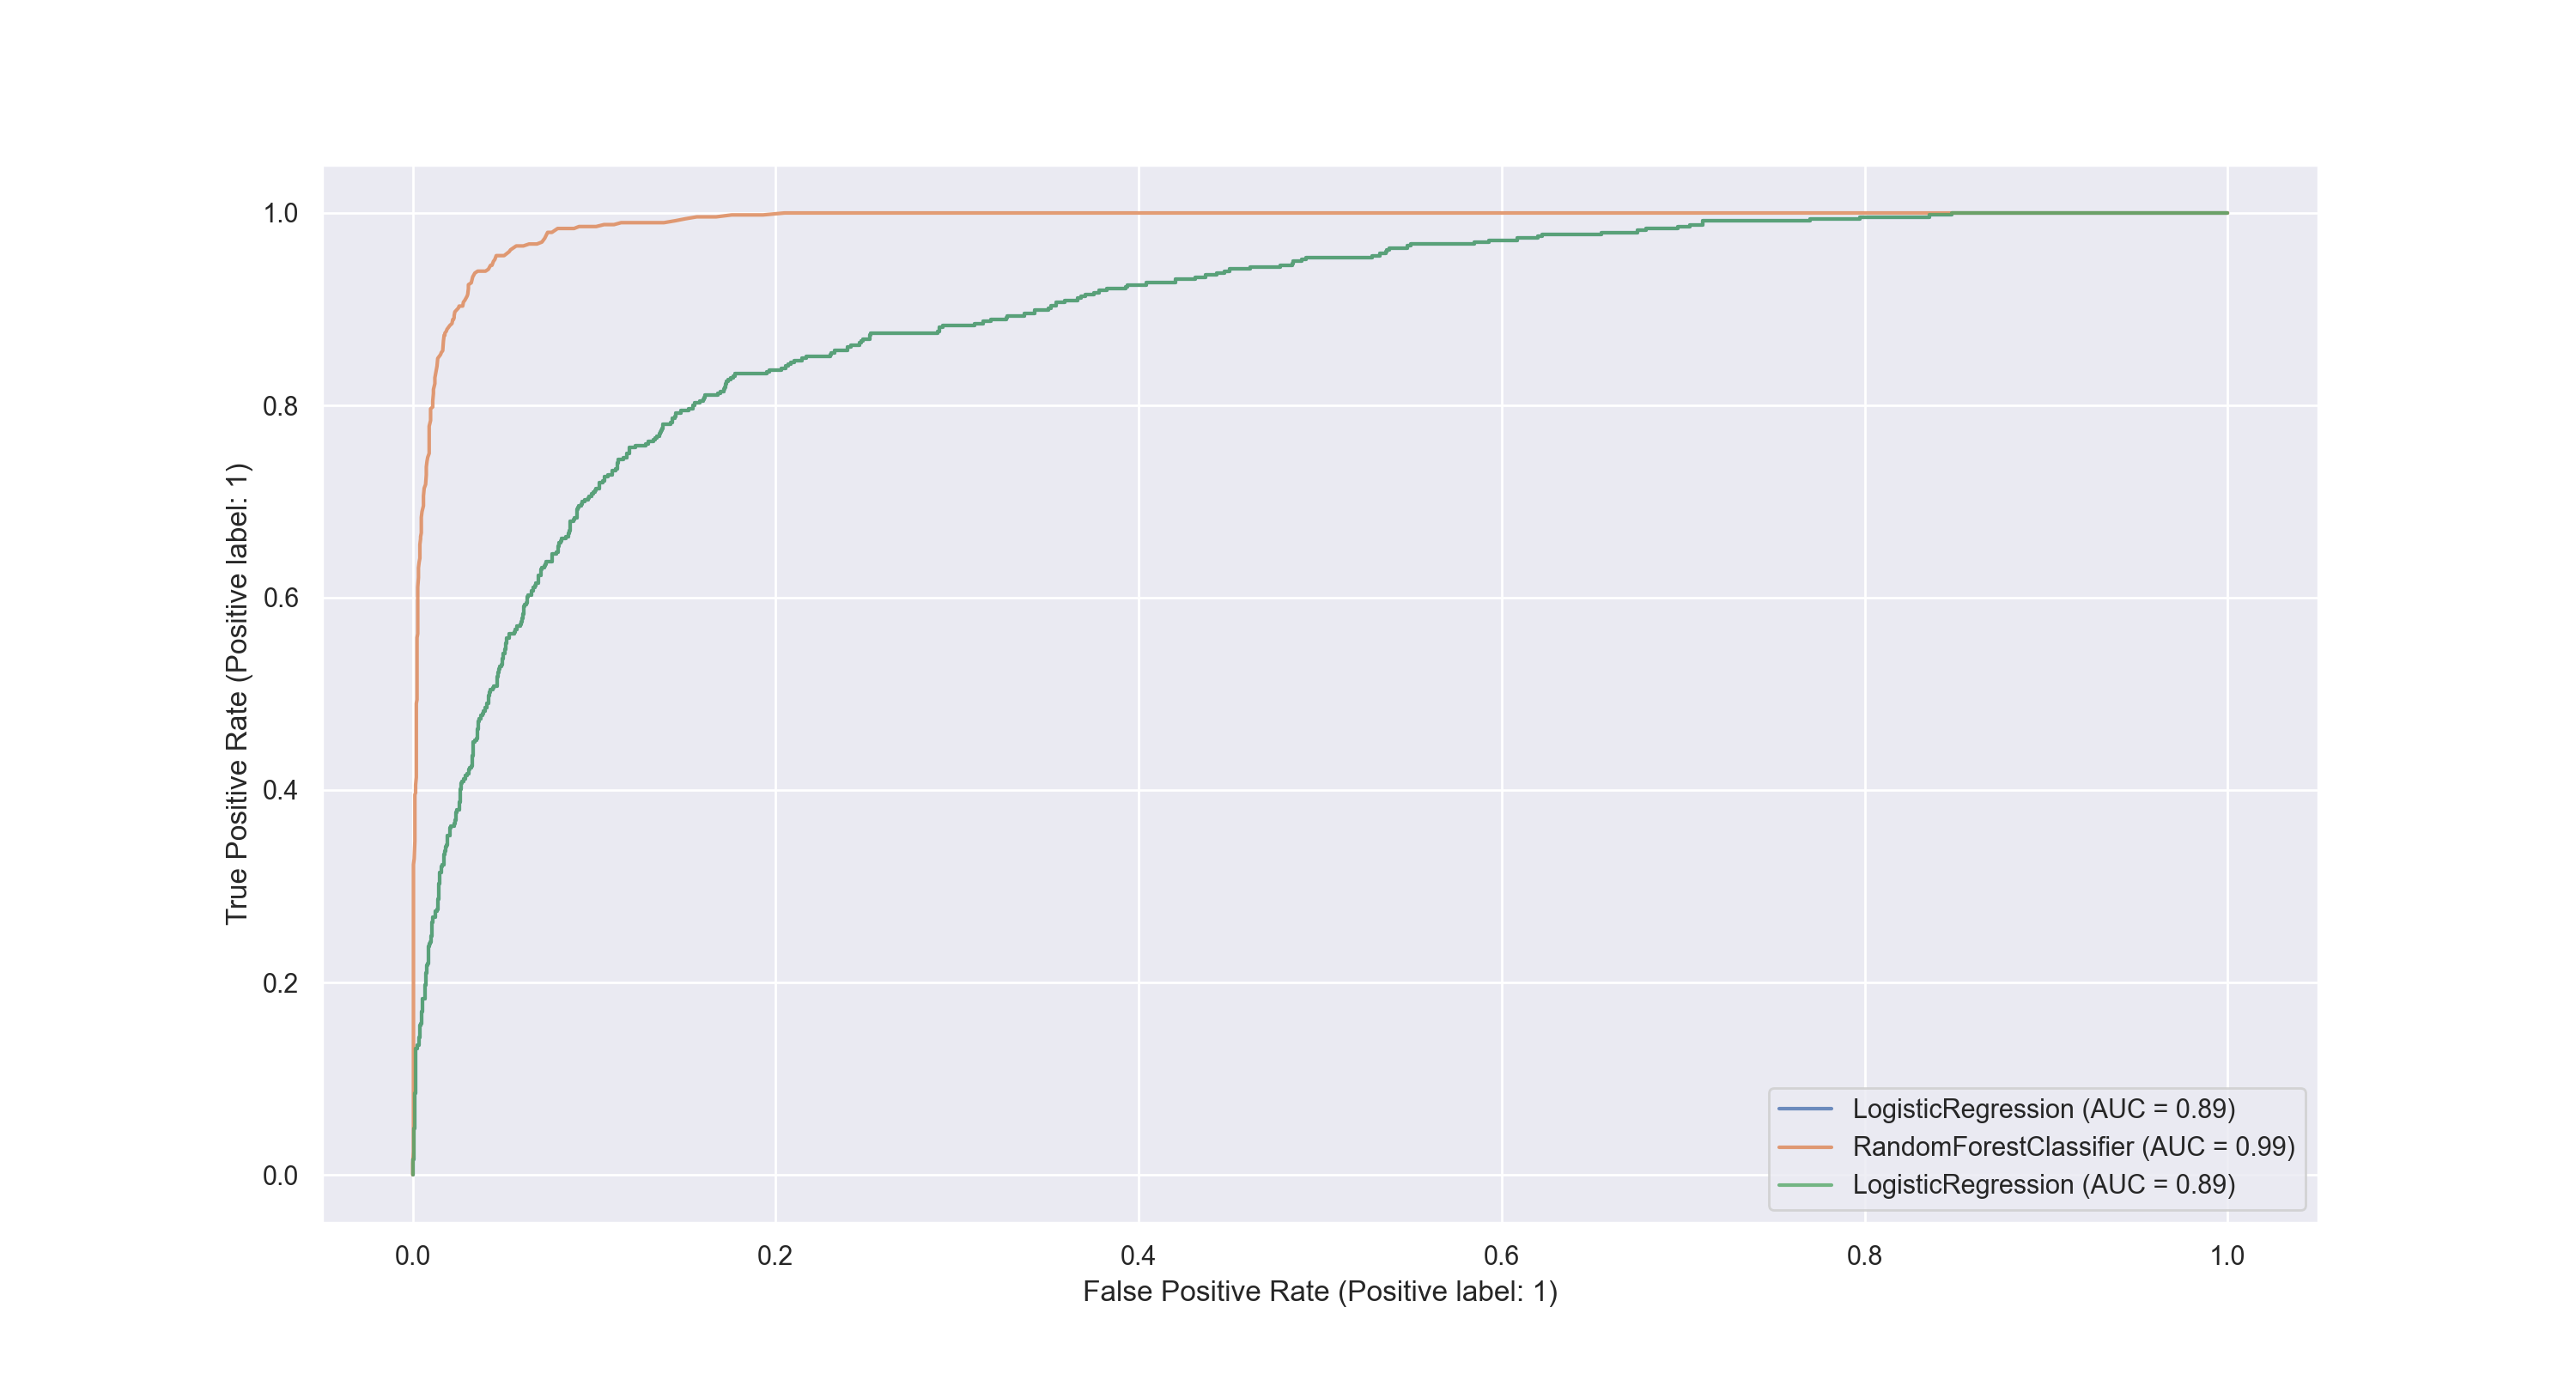 1.0
0.8
0.6
0.4
0.2
0.0
True Positive Rate (Positive label: 1)
LogisticRegression (AUC = 0.89)
RandomForestClassifier (AUC = 0.99)
LogisticRegression (AUC = 0.89)
0.0 0.2 0.4 0.6 0.8 1.0
False Positive Rate (Positive label: 1)